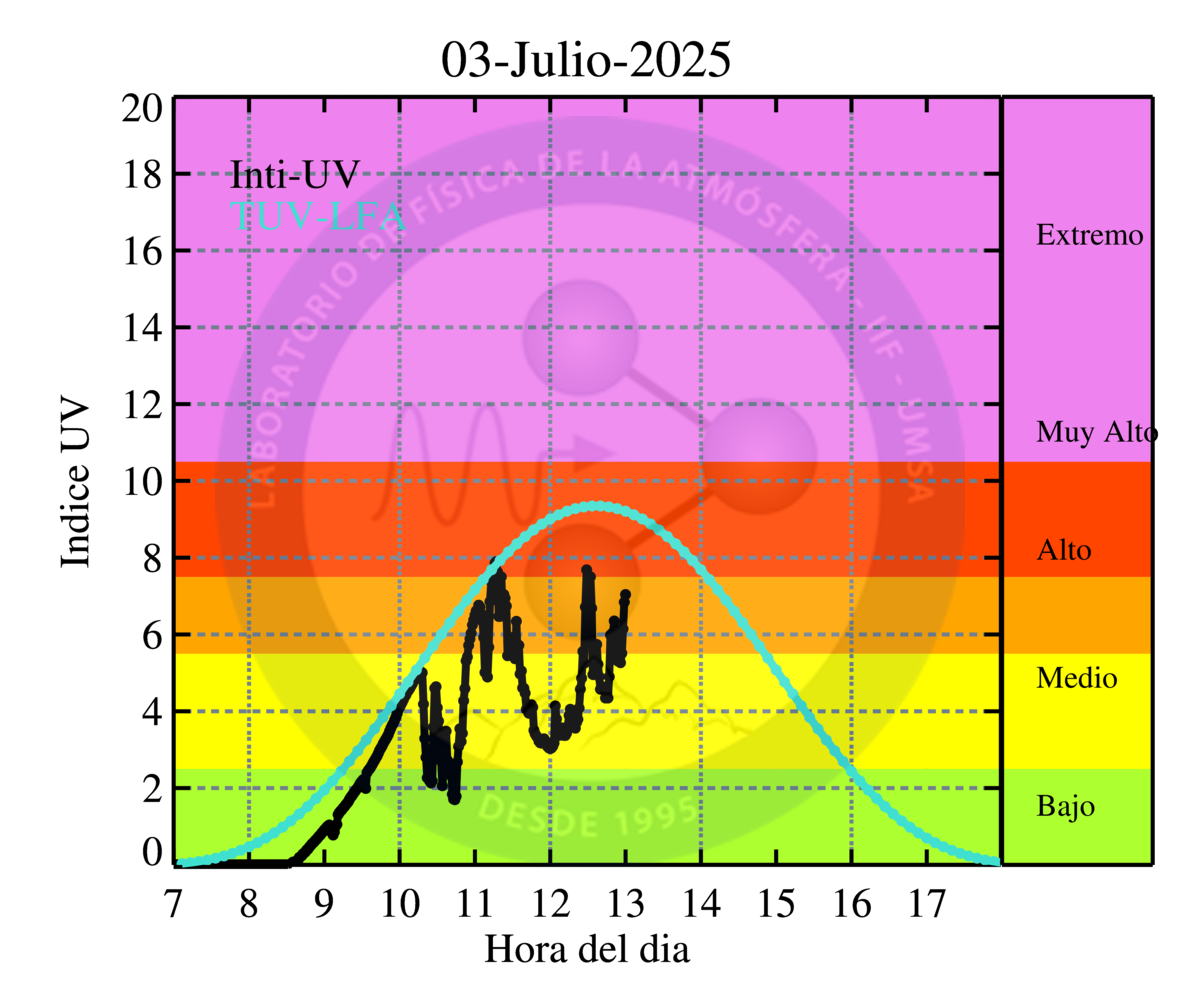 03-Julio-2025
Indice UV
20
18
16
14
12
10
8
6
4
2
0
Inti-UV
TUV-LFA
LABORATORIO DE FÍSICA DE LA ATMÓSFERA - IIF - UMSA
DESDE 1995
Extremo
Muy Alto
Alto
Medio
Bajo
7 8 9 10 11 12 13 14 15 16 17
Hora del dia